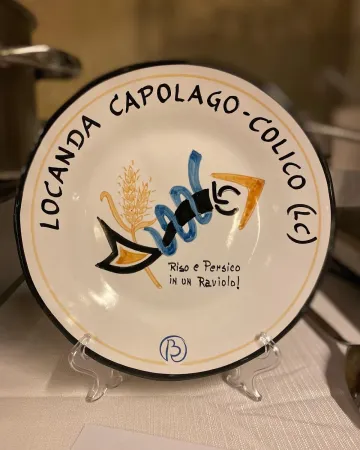 LOCANDA CAPOLAGO-COLICO (LC)
Riso e Persico
in un Raviolo!
B